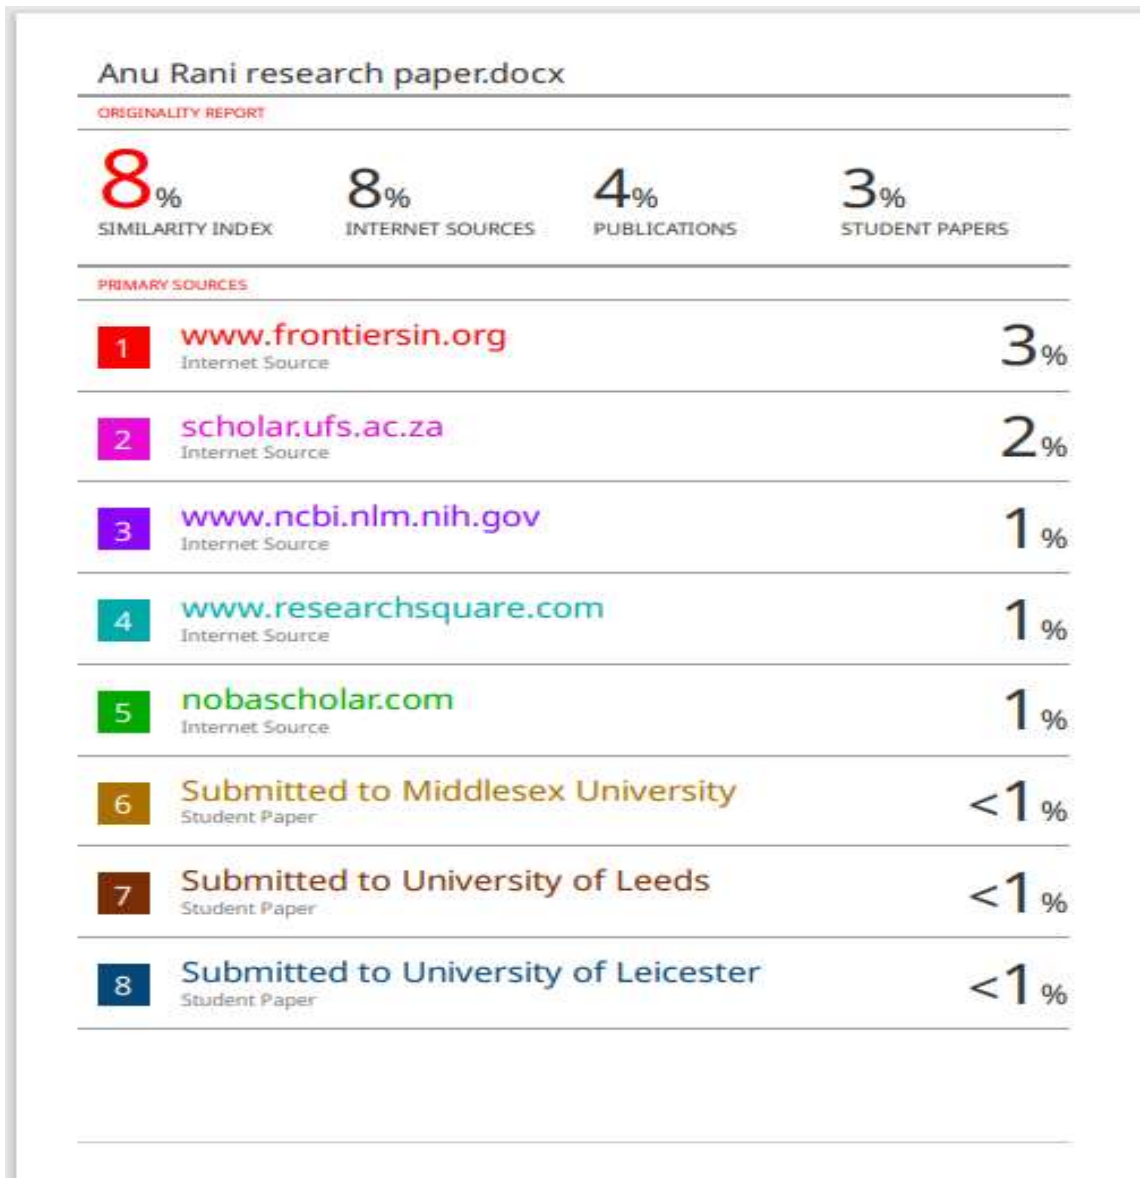 Anu Rani research paper.docx
ORIGINALITY REPORT
8%
SIMILARITY INDEX
8%
INTERNET SOURCES
4%
PUBLICATIONS
3%
STUDENT PAPERS
PRIMARY SOURCES
1 www.frontiersin.org 3%
Internet Source
2 scholar.ufs.ac.za 2%
Internet Source
3 www.ncbi.nlm.nih.gov 1%
Internet Source
4 www.researchsquare.com 1%
Internet Source
5 nobascholar.com 1%
Internet Source
6 Submitted to Middlesex University <1%
Student Paper
7 Submitted to University of Leeds <1%
Student Paper
8 Submitted to University of Leicester <1%
Student Paper